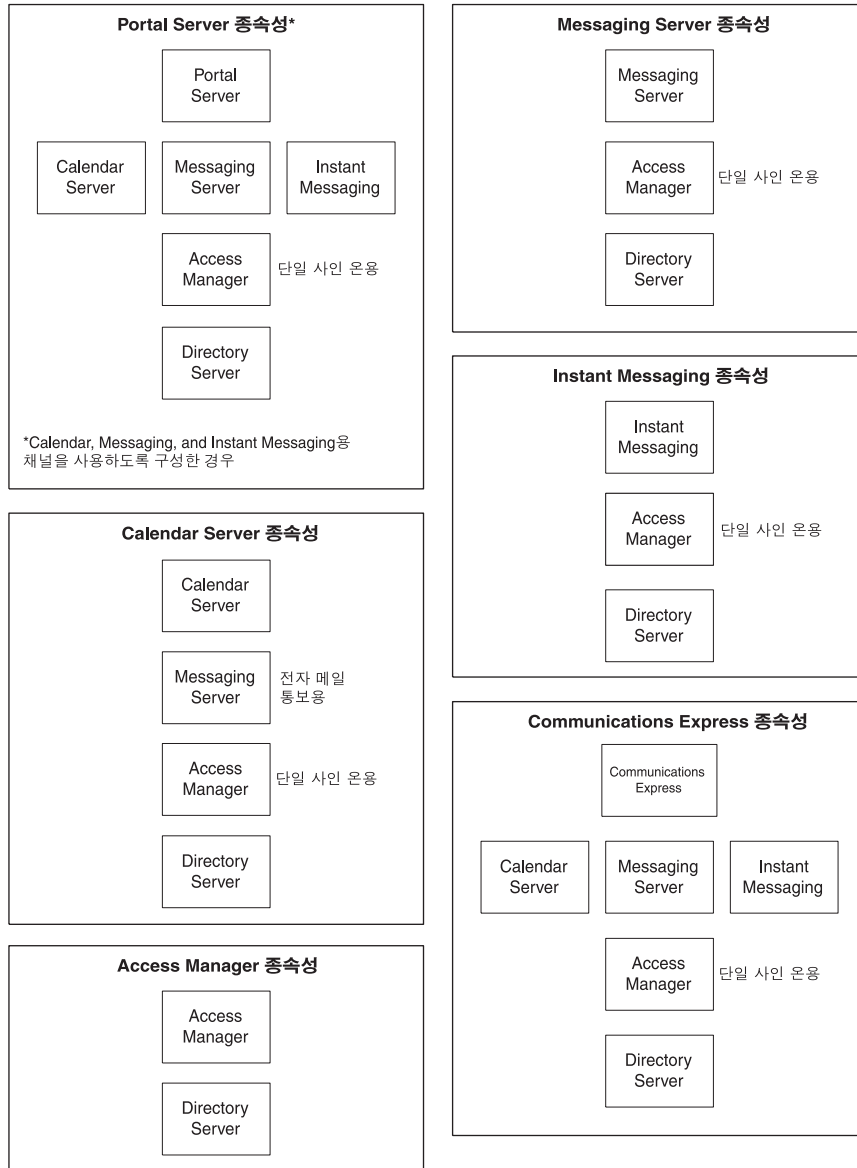 Portal Server 종속성*
Portal
Server
Calendar
Server
Messaging
Server
Instant
Messaging
Access
Manager
단일 사인 온용
Directory
Server
*Calendar, Messaging, and Instant Messaging용
채널을 사용하도록 구성한 경우
Calendar Server 종속성
Calendar
Server
Messaging
Server
전자 메일
통보용
Access
Manager
단일 사인 온용
Directory
Server
Access Manager 종속성
Access
Manager
Directory
Server
Messaging Server 종속성
Messaging
Server
Access
Manager
단일 사인 온용
Directory
Server
Instant Messaging 종속성
Instant
Messaging
Access
Manager
단일 사인 온용
Directory
Server
Communications Express 종속성
Communications
Express
Calendar
Server
Messaging
Server
Instant
Messaging
Access
Manager
단일 사인 온용
Directory
Server